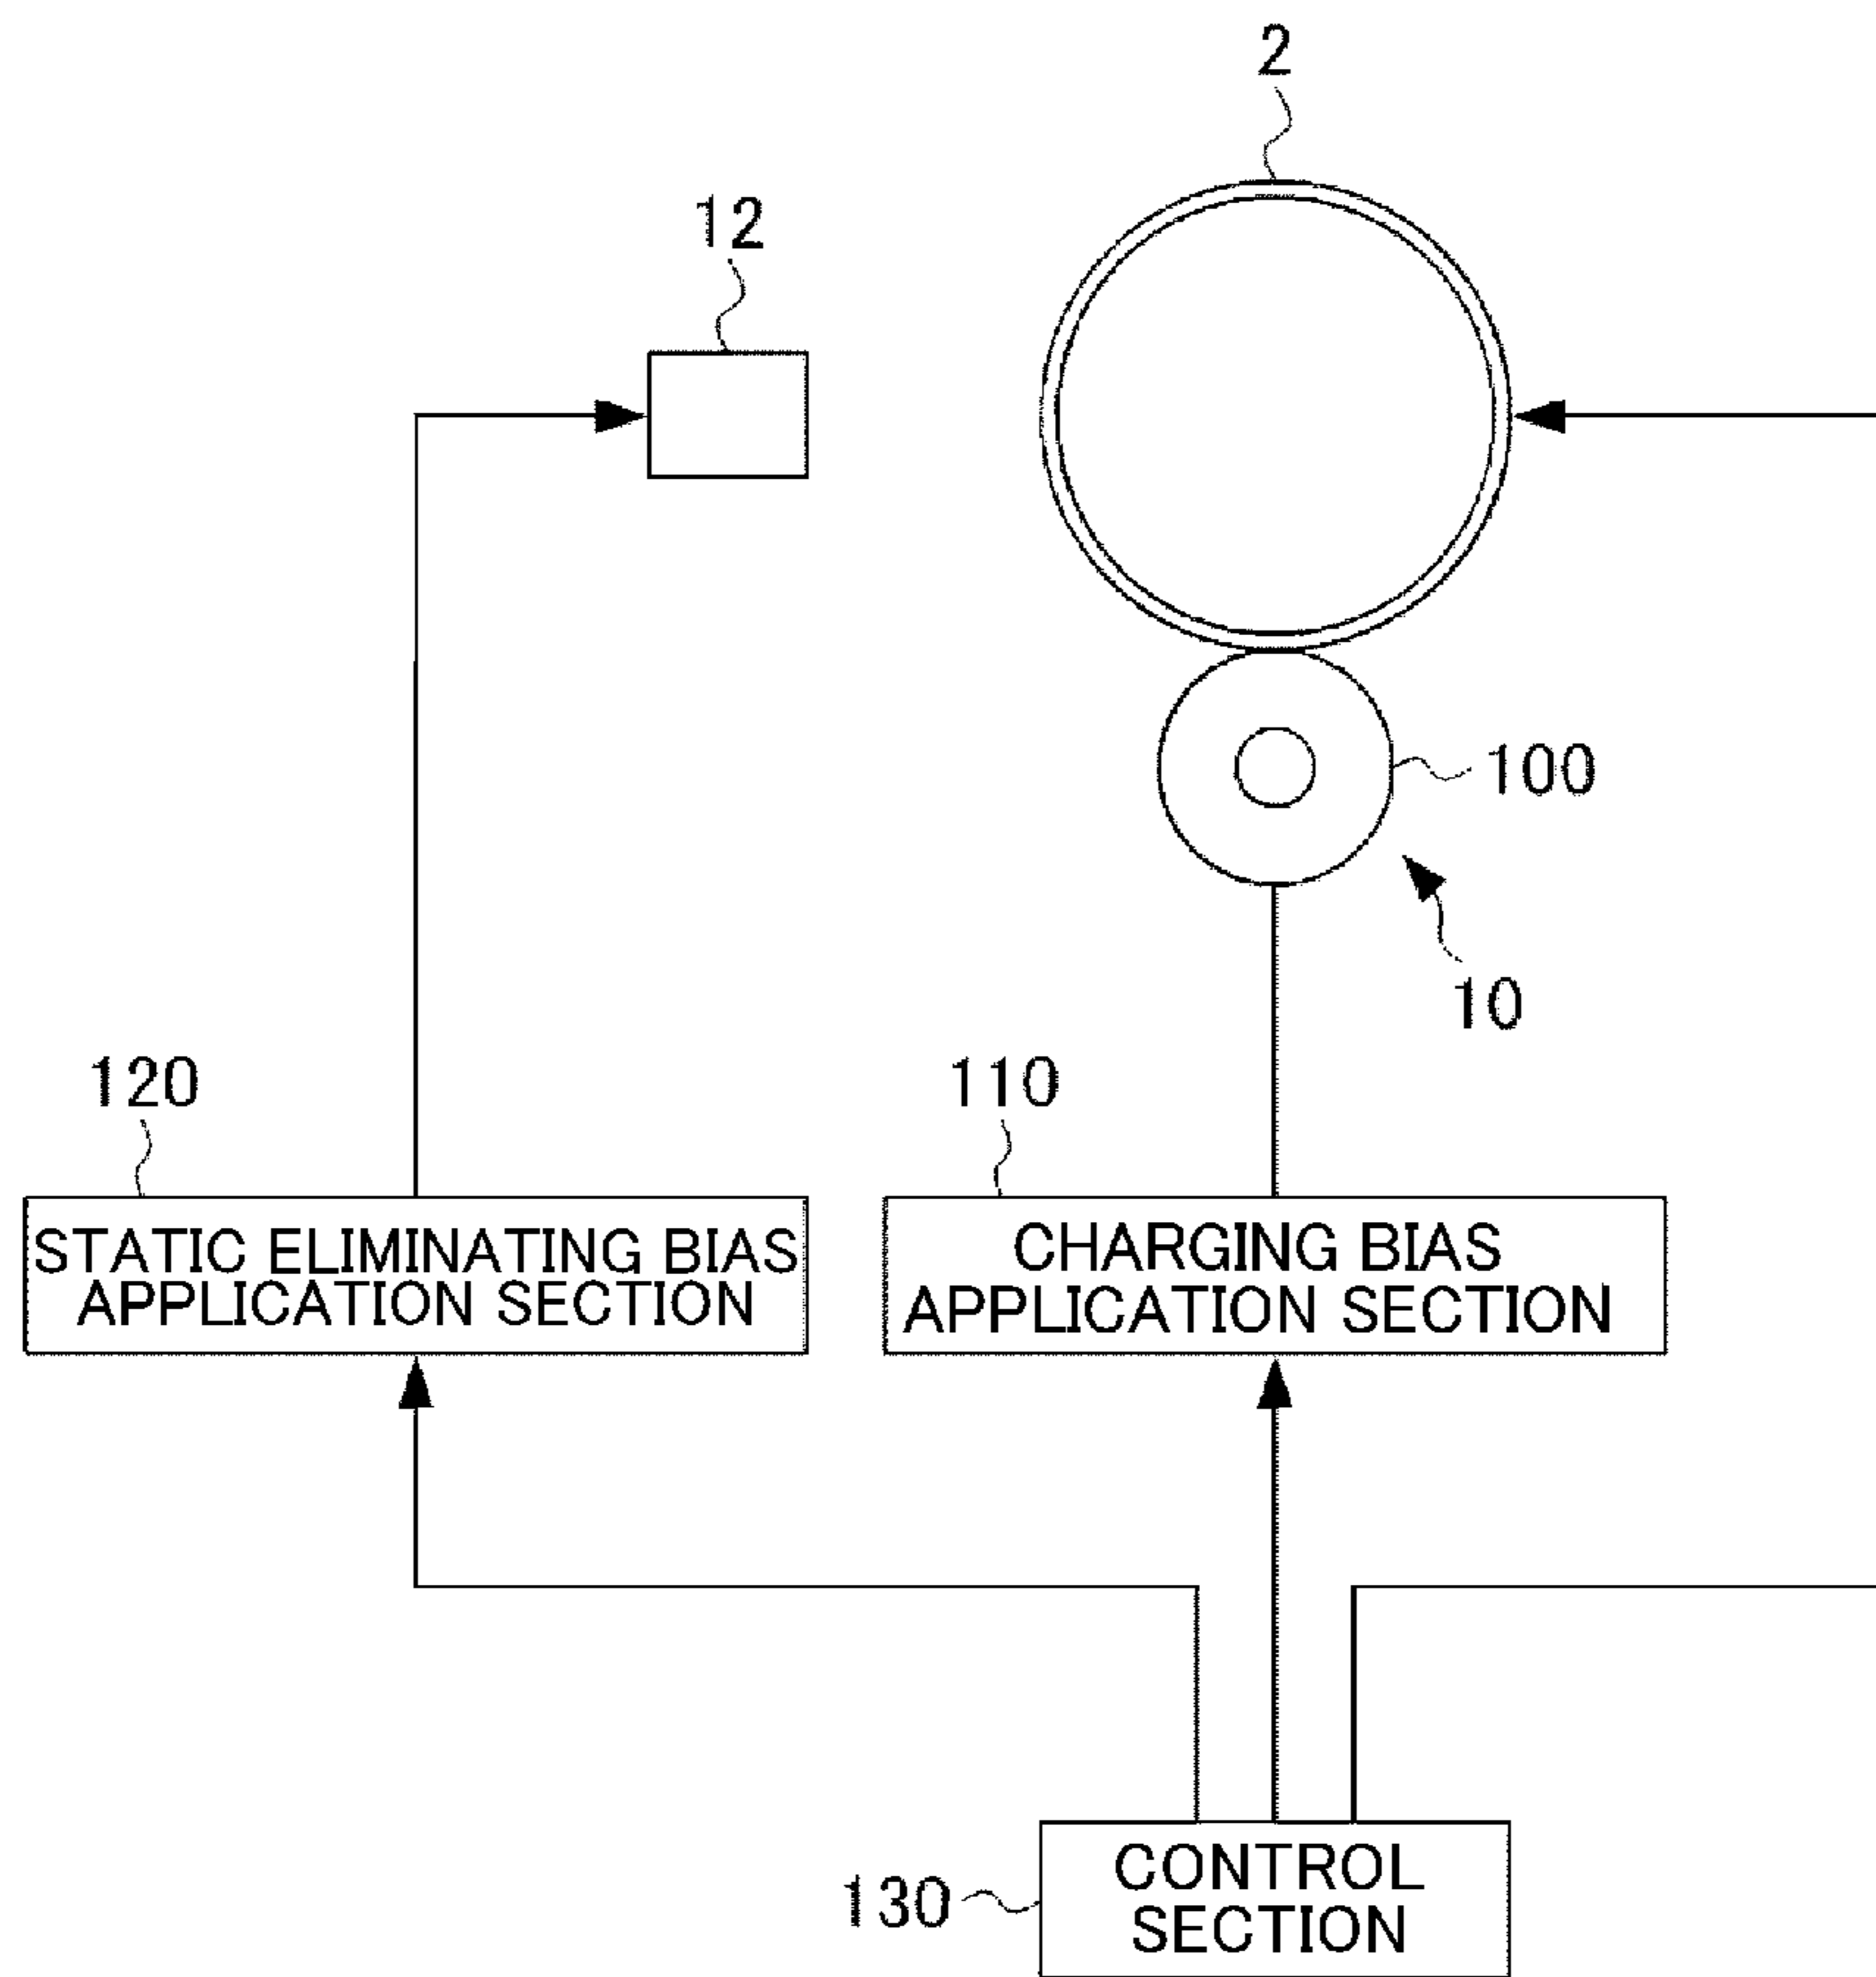 2
12
100
10
120
110
STATIC ELIMINATING BIAS
APPLICATION SECTION
CHARGING BIAS
APPLICATION SECTION
130
CONTROL
SECTION